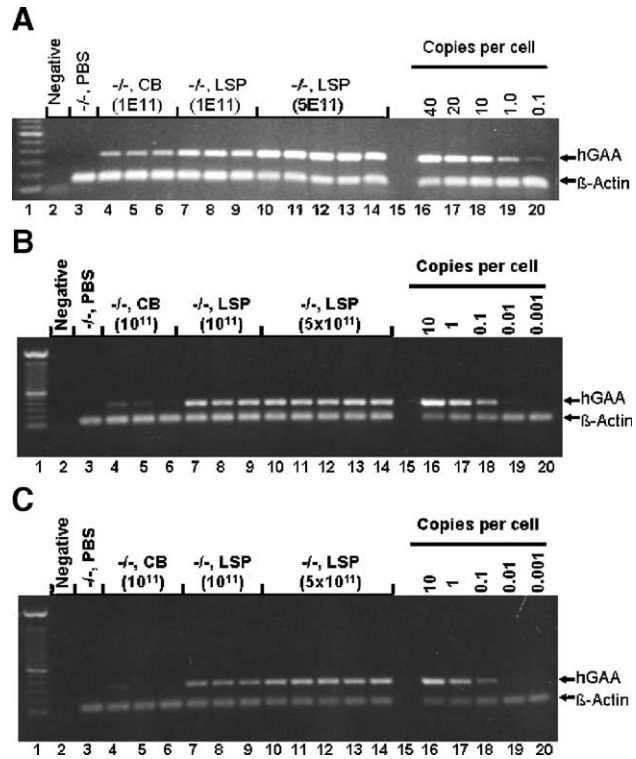 A
Negative
-/-, PBS
-/-, CB
(1E11)
-/-, LSP
(1E11)
-/-, LSP
(5E11)
Copies per cell
40 20 10 1.0 0.1
hGAA
ß-Actin
1 2 3 4 5 6 7 8 9 10 11 12 13 14 15 16 17 18 19 20
B
Negative
-/-, PBS
-/-, CB
(10¹¹)
-/-, LSP
(10¹¹)
-/-, LSP
(5x10¹¹)
Copies per cell
10 1 0.1 0.01 0.001
hGAA
ß-Actin
1 2 3 4 5 6 7 8 9 10 11 12 13 14 15 16 17 18 19 20
C
Negative
-/-, PBS
-/-, CB
(10¹¹)
-/-, LSP
(10¹¹)
-/-, LSP
(5x10¹¹)
Copies per cell
10 1 0.1 0.01 0.001
hGAA
ß-Actin
1 2 3 4 5 6 7 8 9 10 11 12 13 14 15 16 17 18 19 20